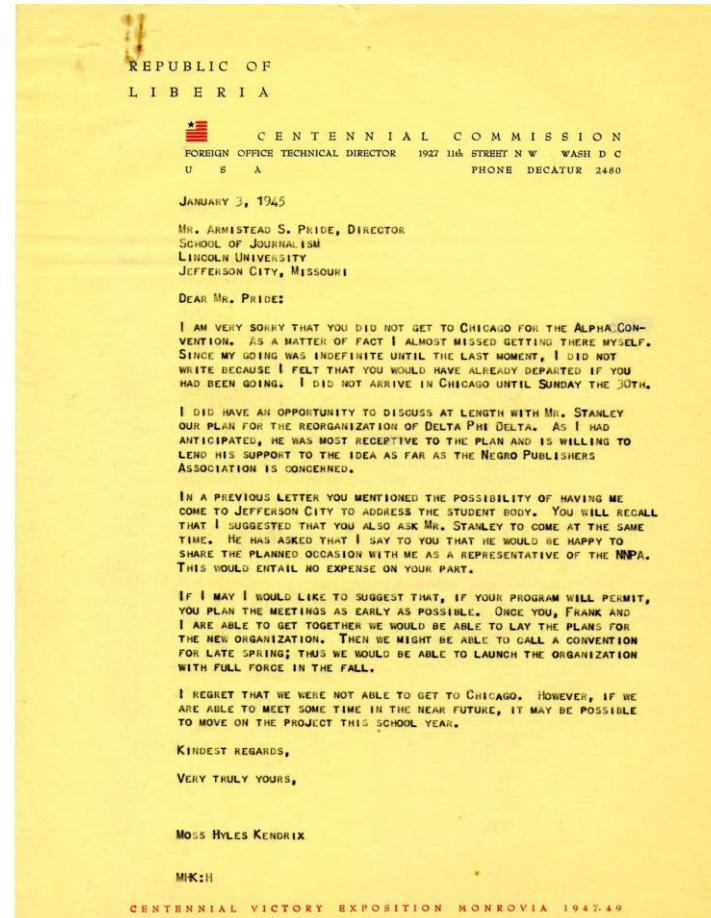 REPUBLIC OF
LIBERIA
CENTENNIAL COMMISSION
FOREIGN OFFICE TECHNICAL DIRECTOR 1927 11th STREET N W WASH D C
U S A PHONE DECATUR 2480
JANUARY 3, 1945
MR. ARMISTEAD S. PRIDE, DIRECTOR
SCHOOL OF JOURNALISM
LINCOLN UNIVERSITY
JEFFERSON CITY, MISSOURI
DEAR MR. PRIDE:
I AM VERY SORRY THAT YOU DID NOT GET TO CHICAGO FOR THE ALPHA CON-
VENTION. AS A MATTER OF FACT I ALMOST MISSED GETTING THERE MYSELF.
SINCE MY GOING WAS INDEFINITE UNTIL THE LAST MOMENT, I DID NOT
WRITE BECAUSE I FELT THAT YOU WOULD HAVE ALREADY DEPARTED IF YOU
HAD BEEN GOING. I DID NOT ARRIVE IN CHICAGO UNTIL SUNDAY THE 30TH.
I DID HAVE AN OPPORTUNITY TO DISCUSS AT LENGTH WITH MR. STANLEY
OUR PLAN FOR THE REORGANIZATION OF DELTA PHI DELTA. AS I HAD
ANTICIPATED, HE WAS MOST RECEPTIVE TO THE PLAN AND IS WILLING TO
LEND HIS SUPPORT TO THE IDEA AS FAR AS THE NEGRO PUBLISHERS
ASSOCIATION IS CONCERNED.
IN A PREVIOUS LETTER YOU MENTIONED THE POSSIBILITY OF HAVING ME
COME TO JEFFERSON CITY TO ADDRESS THE STUDENT BODY. YOU WILL RECALL
THAT I SUGGESTED THAT YOU ALSO ASK MR. STANLEY TO COME AT THE SAME
TIME. HE HAS ASKED THAT I SAY TO YOU THAT HE WOULD BE HAPPY TO
SHARE THE PLANNED OCCASION WITH ME AS A REPRESENTATIVE OF THE NNPA.
THIS WOULD ENTAIL NO EXPENSE ON YOUR PART.
IF I MAY I WOULD LIKE TO SUGGEST THAT, IF YOUR PROGRAM WILL PERMIT,
YOU PLAN THE MEETINGS AS EARLY AS POSSIBLE. ONCE YOU, FRANK AND
I ARE ABLE TO GET TOGETHER WE WOULD BE ABLE TO LAY THE PLANS FOR
THE NEW ORGANIZATION. THEN WE MIGHT BE ABLE TO CALL A CONVENTION
FOR LATE SPRING; THUS WE WOULD BE ABLE TO LAUNCH THE ORGANIZATION
WITH FULL FORCE IN THE FALL.
I REGRET THAT WE WERE NOT ABLE TO GET TO CHICAGO. HOWEVER, IF WE
ARE ABLE TO MEET SOME TIME IN THE NEAR FUTURE, IT MAY BE POSSIBLE
TO MOVE ON THE PROJECT THIS SCHOOL YEAR.
KINDEST REGARDS,
VERY TRULY YOURS,
MOSS HYLES KENDRIX
MHK:H
CENTENNIAL VICTORY EXPOSITION MONROVIA 1947-49